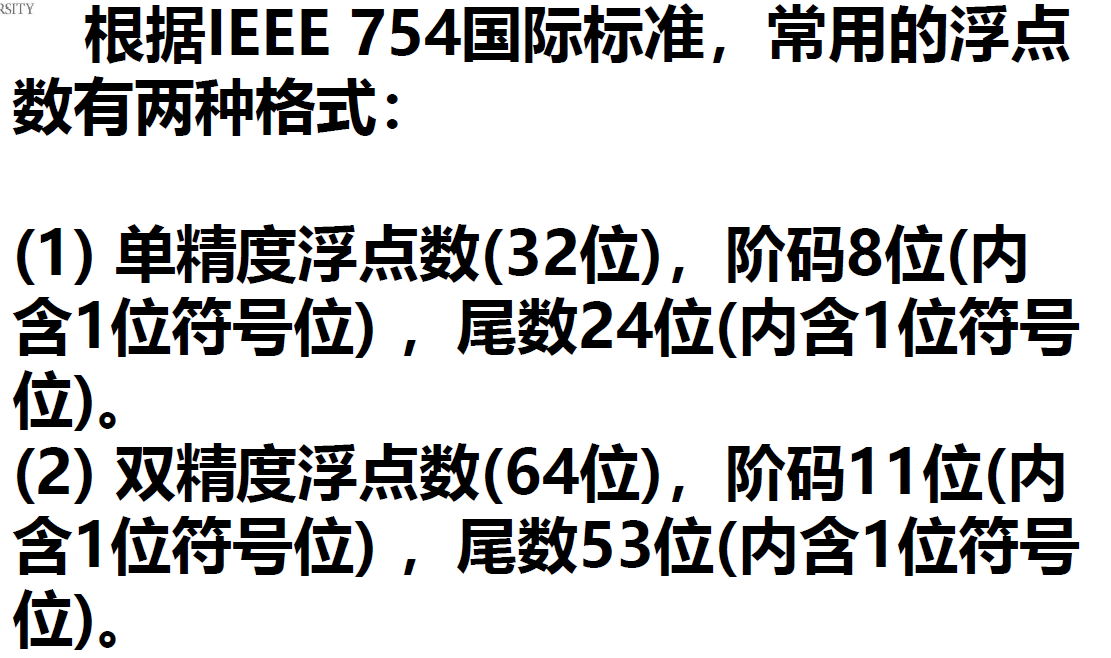 RSITY
根据IEEE 754国际标准，常用的浮点
数有两种格式：
(1) 单精度浮点数(32位)，阶码8位(内
含1位符号位) ，尾数24位(内含1位符号
位)。
(2) 双精度浮点数(64位)，阶码11位(内
含1位符号位) ，尾数53位(内含1位符号
位)。